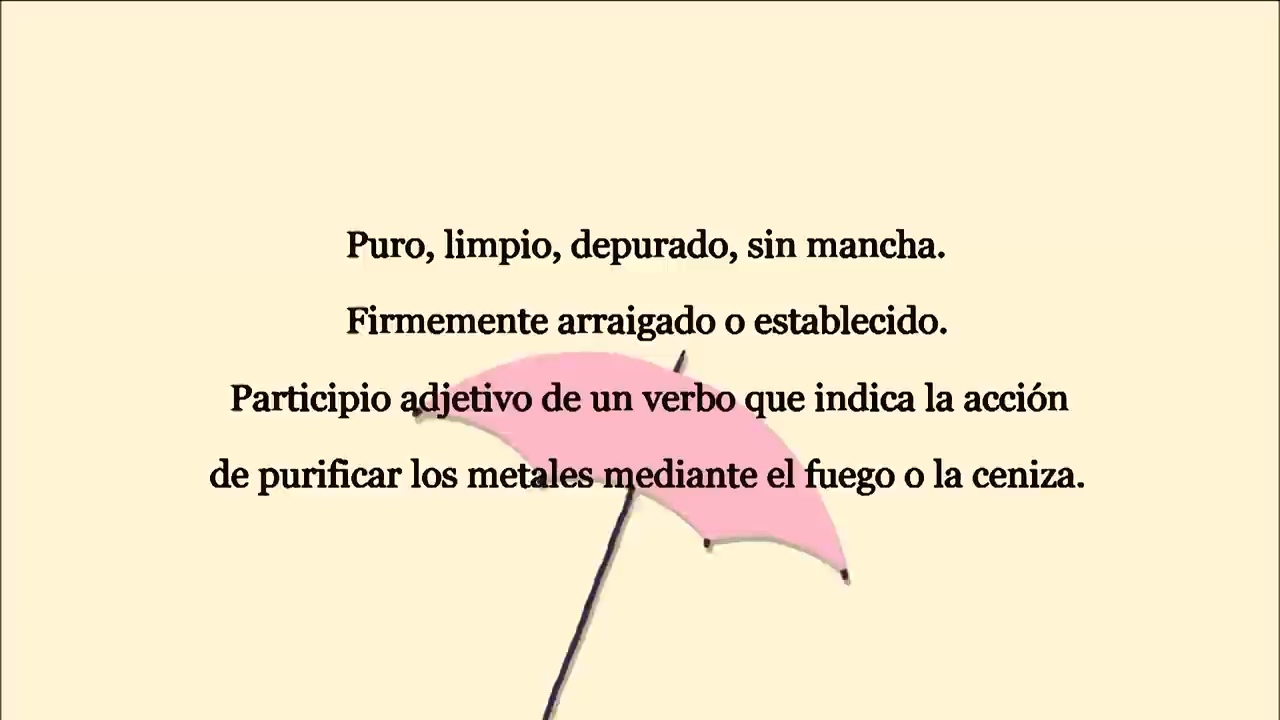 Puro, limpio, depurado, sin mancha.
Firmemente arraigado o establecido.
Participio adjetivo de un verbo que indica la acción
de purificar los metales mediante el fuego o la ceniza.